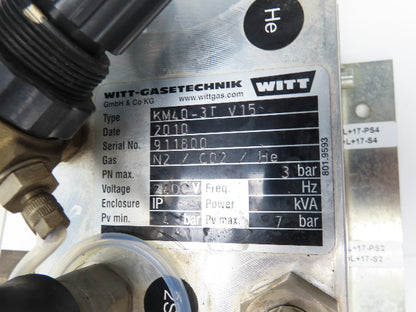 He
WITT-GASETECHNIK WITT
GmbH & Co KG www.wittgas.com
Type KM40-3T V15
Date 2010
Serial No. 911800
Gas N2 / CO2 / He
PN max. 3 bar
Voltage V Freq. Hz
Enclosure IP Power kVA
Pv min. 4 bar Pv max. 7 bar
801.9593
L+17-PS4
L+17-S4
L+17-PS2
L+17-S2